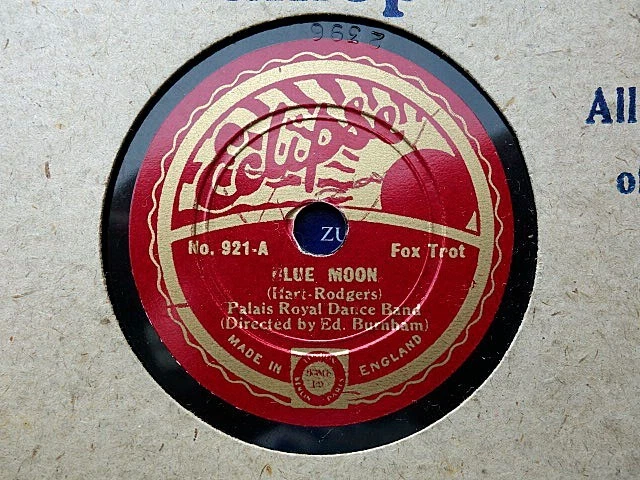 Eclipse
No. 921-A
Fox Trot
ZU
BLUE MOON
(Hart-Rodgers)
Palais Royal Dance Band
(Directed by Ed. Burnham)
MADE IN ENGLAND
All